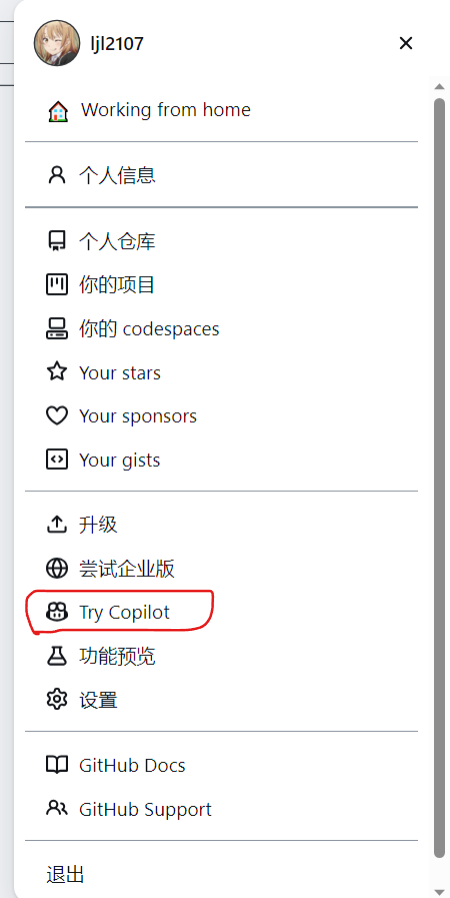 ljl2107
Working from home
个人信息
个人仓库
你的项目
你的 codespaces
Your stars
Your sponsors
Your gists
升级
尝试企业版
Try Copilot
功能预览
设置
GitHub Docs
GitHub Support
退出